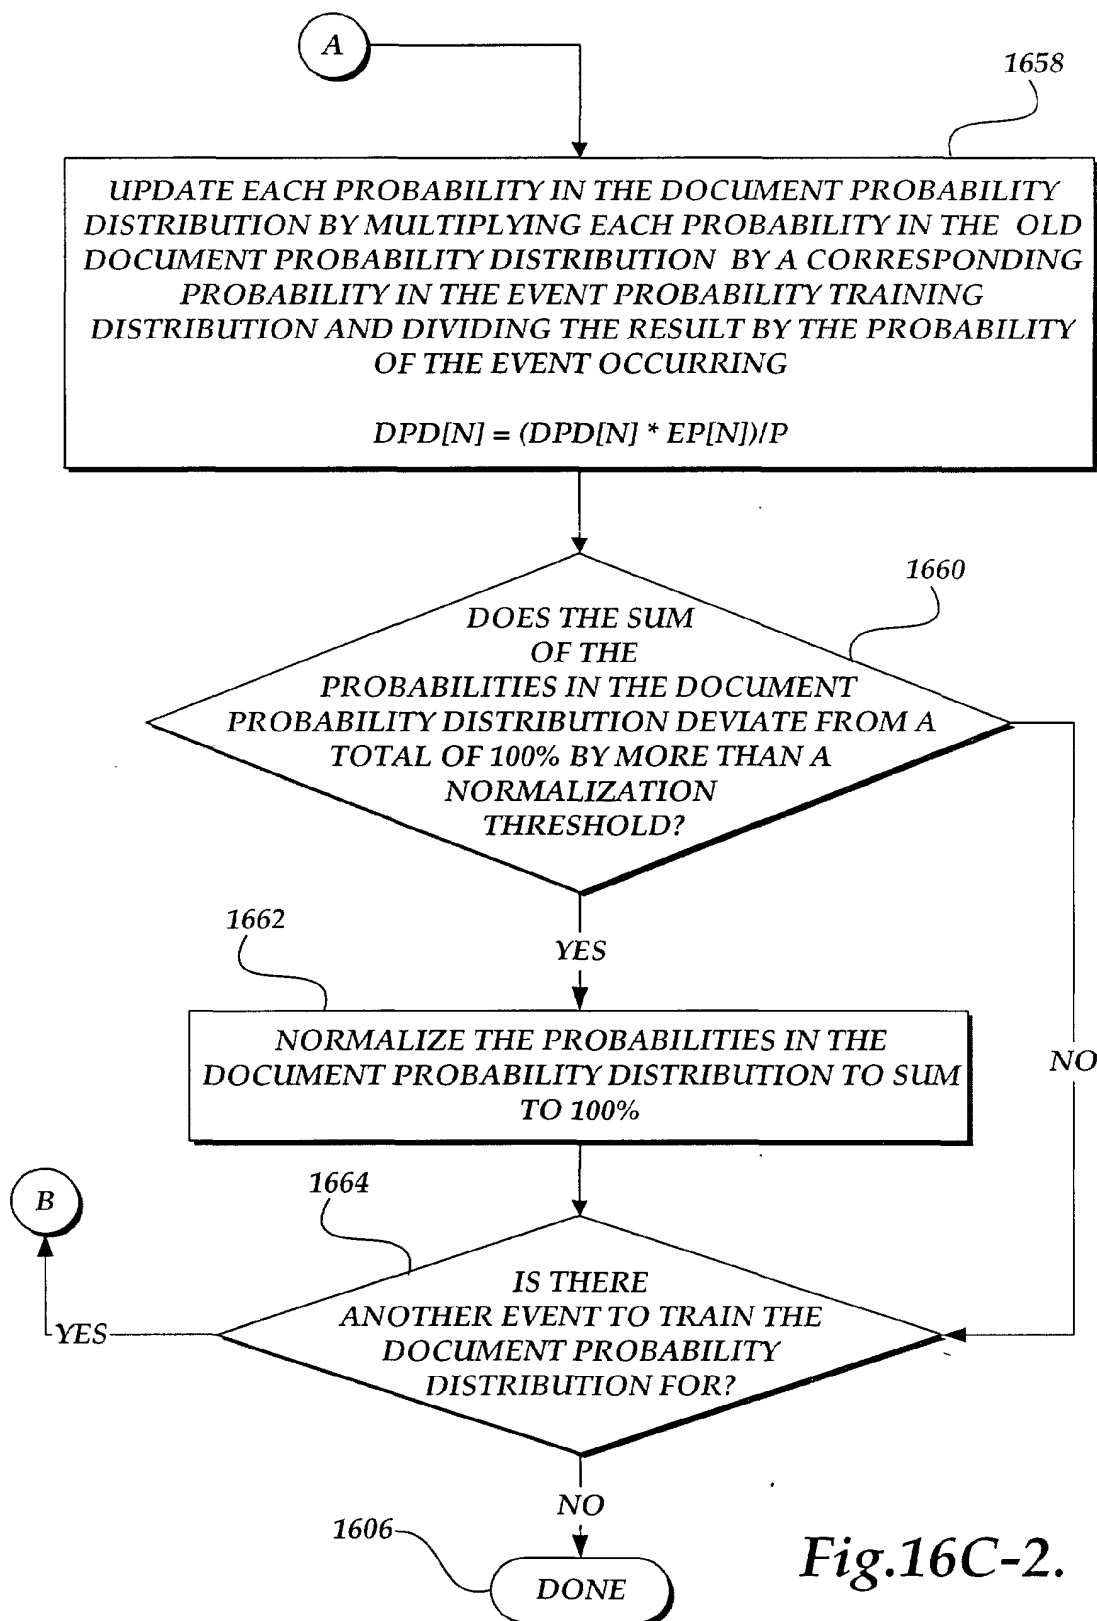 A
1658
UPDATE EACH PROBABILITY IN THE DOCUMENT PROBABILITY
DISTRIBUTION BY MULTIPLYING EACH PROBABILITY IN THE OLD
DOCUMENT PROBABILITY DISTRIBUTION BY A CORRESPONDING
PROBABILITY IN THE EVENT PROBABILITY TRAINING
DISTRIBUTION AND DIVIDING THE RESULT BY THE PROBABILITY
OF THE EVENT OCCURRING
DPD[N] = (DPD[N] * EP[N])/P
1660
DOES THE SUM
OF THE
PROBABILITIES IN THE DOCUMENT
PROBABILITY DISTRIBUTION DEVIATE FROM A
TOTAL OF 100% BY MORE THAN A
NORMALIZATION
THRESHOLD?
1662
YES
NORMALIZE THE PROBABILITIES IN THE
DOCUMENT PROBABILITY DISTRIBUTION TO SUM
TO 100%
NO
B
1664
IS THERE
ANOTHER EVENT TO TRAIN THE
DOCUMENT PROBABILITY
DISTRIBUTION FOR?
YES
NO
1606
DONE
Fig.16C-2.